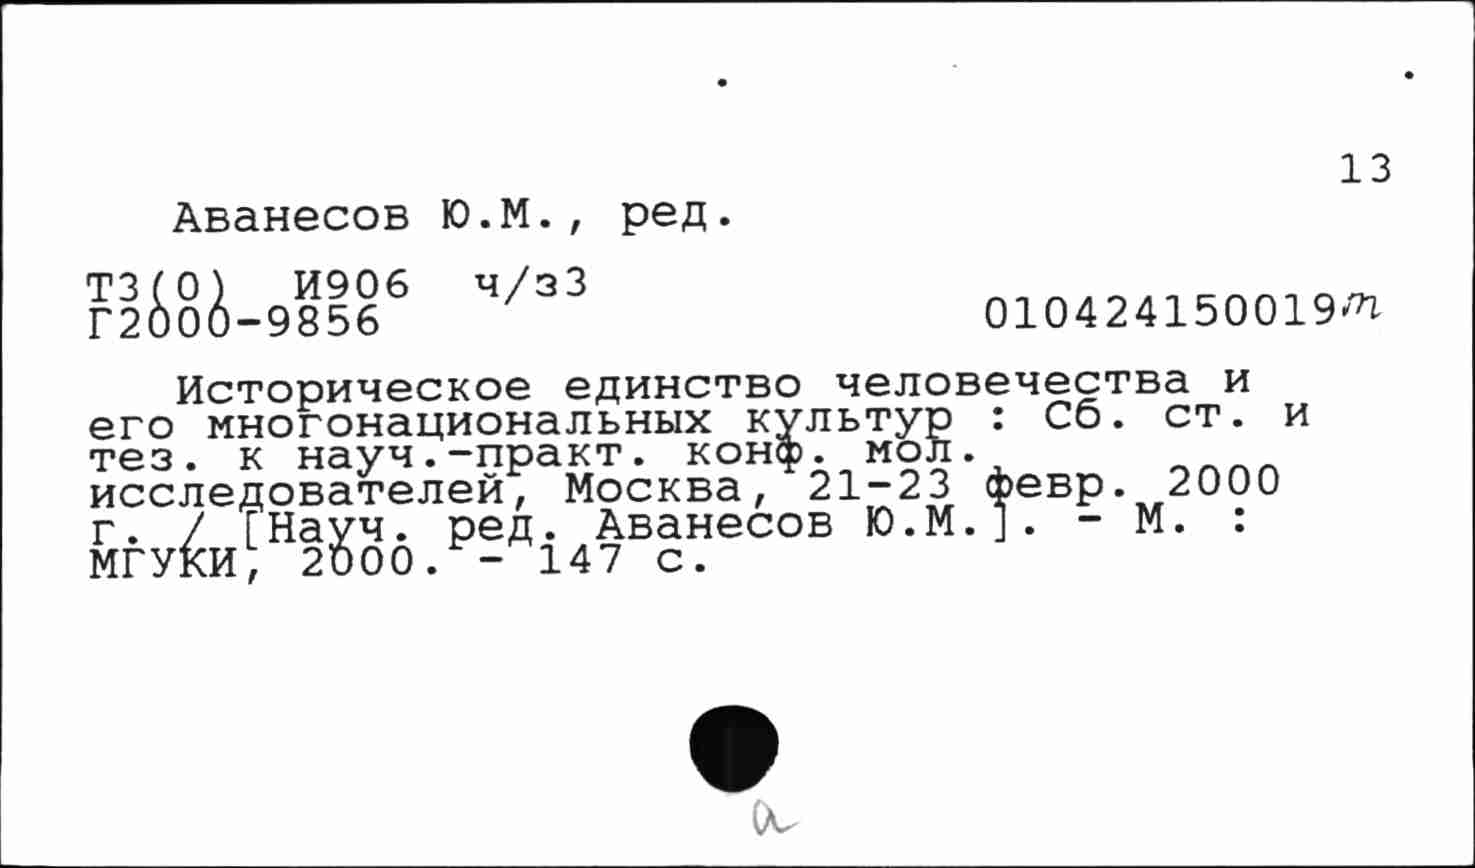 13
Аванесов Ю.М., ред.
Т3(0) И906 ч/з3
Г2000-9856
010424150019т
Историческое единство человечества и
его многонациональных культур : Сб. ст. и
тез. к науч.-практ. конф. мол.
исследователей, Москва, 21-23 февр. 2000
г. / [Науч. ред. Аванесов Ю.М.]. - М. :
МГУКИ, 2000. - 147 с.
а